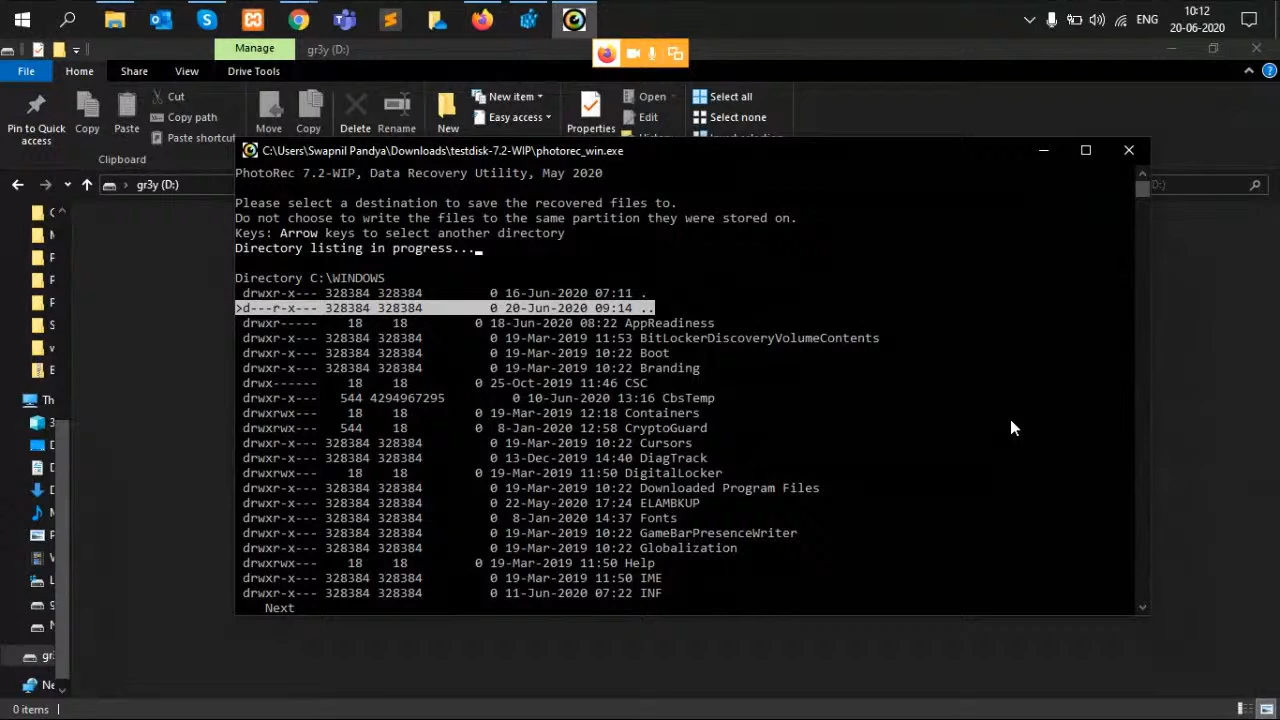 ENG
10:12
20-06-2020
Manage
gr3y (D:)
File
Home
Share
View
Drive Tools
Pin to Quick access
Copy
Paste
Cut
Copy path
Paste shortcut
Clipboard
Move
Copy
Delete
Rename
New
New item
Easy access
Properties
Open
Edit
Select all
Select none
gr3y (D:)
C:\Users\Swapnil Pandya\Downloads\testdisk-7.2-WIP\photorec_win.exe
PhotoRec 7.2-WIP, Data Recovery Utility, May 2020
Please select a destination to save the recovered files to.
Do not choose to write the files to the same partition they were stored on.
Keys: Arrow keys to select another directory
Directory listing in progress...
Directory C:\WINDOWS
drwxr-x--- 328384 328384 0 16-Jun-2020 07:11 .
>d---r-x--- 328384 328384 0 20-Jun-2020 09:14 ..
drwxr----- 18 18 0 18-Jun-2020 08:22 AppReadiness
drwxr-x--- 328384 328384 0 19-Mar-2019 11:53 BitLockerDiscoveryVolumeContents
drwxr-x--- 328384 328384 0 19-Mar-2019 10:22 Boot
drwxr-x--- 328384 328384 0 19-Mar-2019 10:22 Branding
drwx------ 18 18 0 25-Oct-2019 11:46 CSC
drwxr-x--- 544 4294967295 0 10-Jun-2020 13:16 CbsTemp
drwxrwx--- 18 18 0 19-Mar-2019 12:18 Containers
drwxrwx--- 544 18 0 8-Jan-2020 12:58 CryptoGuard
drwxr-x--- 328384 328384 0 19-Mar-2019 10:22 Cursors
drwxr-x--- 328384 328384 0 13-Dec-2019 14:40 DiagTrack
drwxrwx--- 18 18 0 19-Mar-2019 11:50 DigitalLocker
drwxr-x--- 328384 328384 0 19-Mar-2019 10:22 Downloaded Program Files
drwxr-x--- 328384 328384 0 22-May-2020 17:24 ELAMBKUP
drwxr-x--- 328384 328384 0 8-Jan-2020 14:37 Fonts
drwxr-x--- 328384 328384 0 19-Mar-2019 10:22 GameBarPresenceWriter
drwxr-x--- 328384 328384 0 19-Mar-2019 10:22 Globalization
drwxrwx--- 18 18 0 19-Mar-2019 11:50 Help
drwxr-x--- 328384 328384 0 19-Mar-2019 11:50 IME
drwxr-x--- 328384 328384 0 11-Jun-2020 07:22 INF
Next
0 items